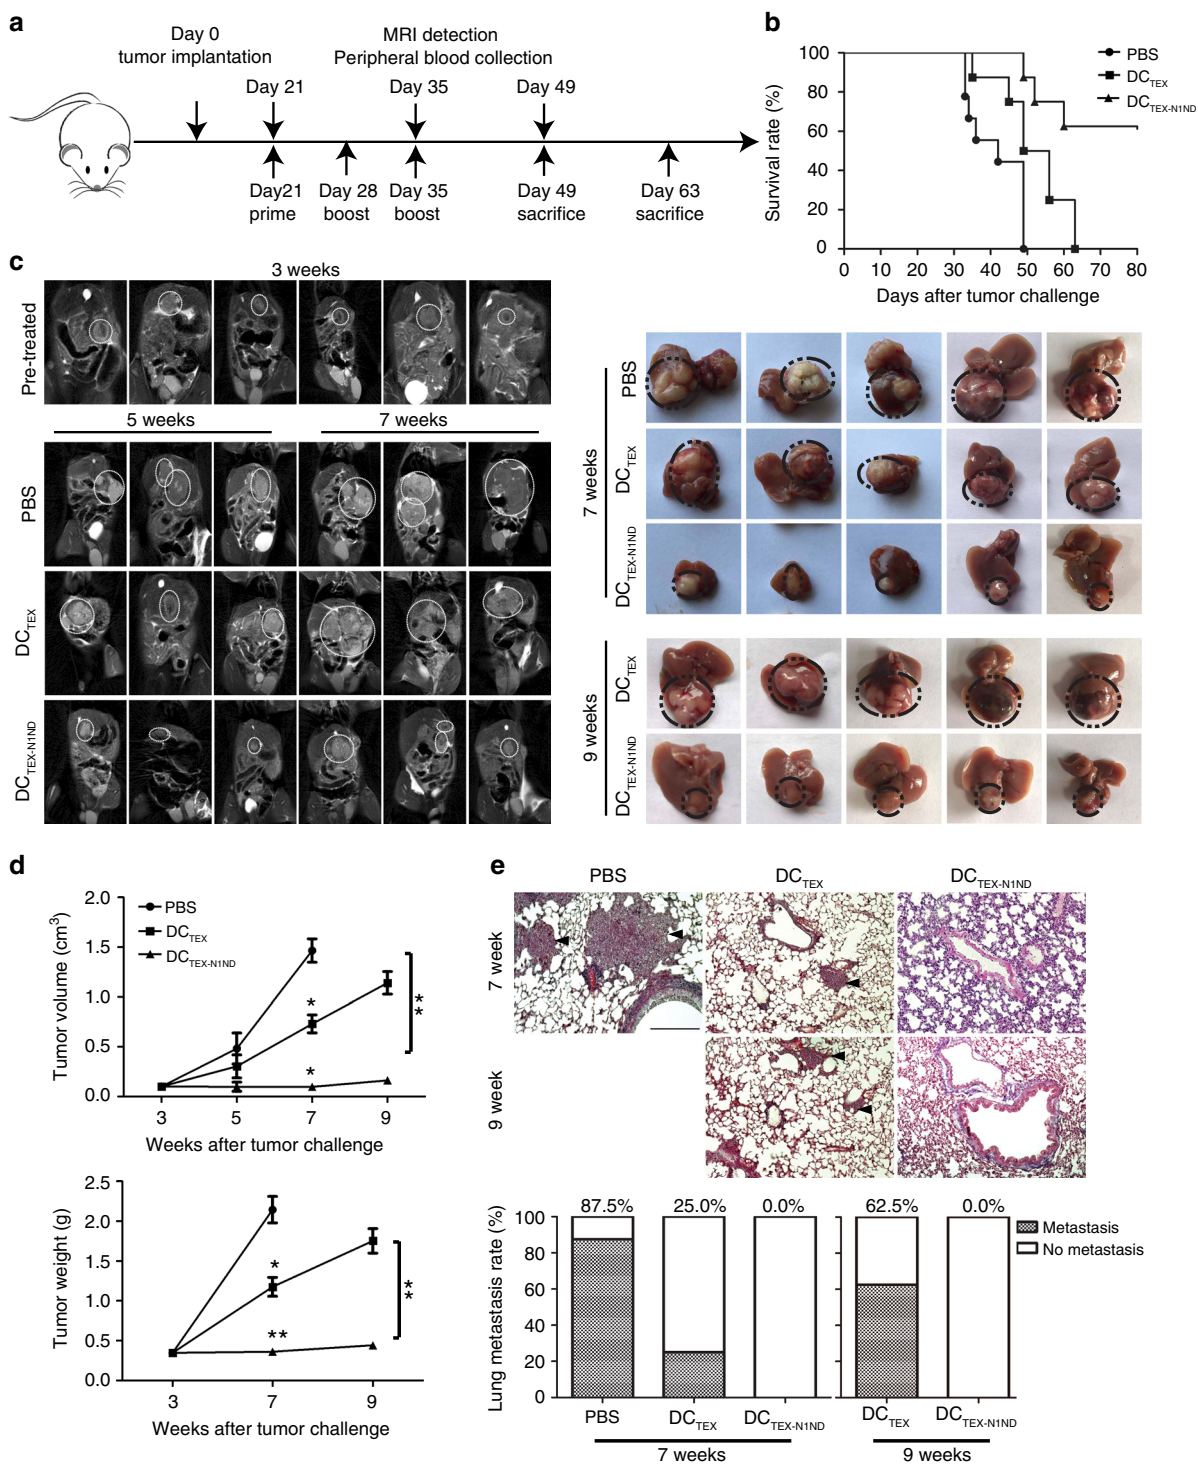 a
Day 0
tumor implantation
MRI detection
Peripheral blood collection
Day 21
Day 35
Day 49
Day21
prime
Day 28
boost
Day 35
boost
Day 49
sacrifice
Day 63
sacrifice
b
Survival rate (%)
100
80
60
40
20
0
0 10 20 30 40 50 60 70 80
Days after tumor challenge
PBS
DCTEX
DCTEX-N1ND
c
3 weeks
Pre-treated
5 weeks
7 weeks
PBS
DCTEX
DCTEX-N1ND
7 weeks
PBS
DCTEX
DCTEX-N1ND
9 weeks
DCTEX
DCTEX-N1ND
d
Tumor volume (cm³)
2.0
1.5
1.0
0.5
0.0
PBS
DCTEX
DCTEX-N1ND
*
*
**
3 5 7 9
Weeks after tumor challenge
Tumor weight (g)
2.5
2.0
1.5
1.0
0.5
0.0
*
**
**
3 7 9
Weeks after tumor challenge
e
PBS
DCTEX
DCTEX-N1ND
7 week
9 week
Lung metastasis rate (%)
100
80
60
40
20
0
87.5% 25.0% 0.0% 62.5% 0.0%
Metastasis
No metastasis
PBS DCTEX DCTEX-N1ND DCTEX DCTEX-N1ND
7 weeks 9 weeks